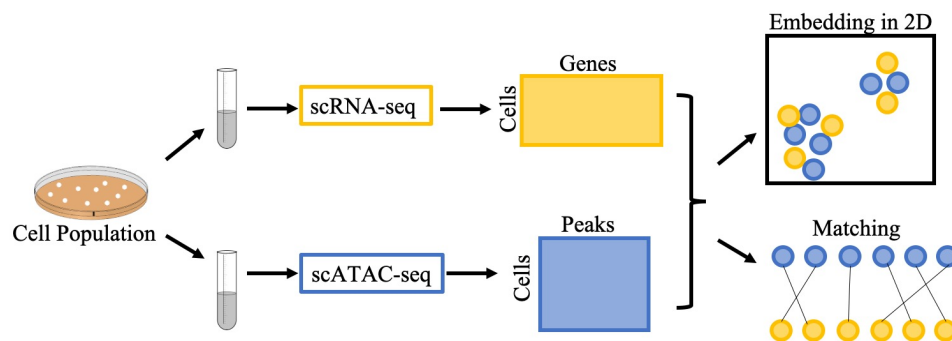 Embedding in 2D
Genes
Cells
scRNA-seq
Cell Population
Peaks
Cells
scATAC-seq
Matching